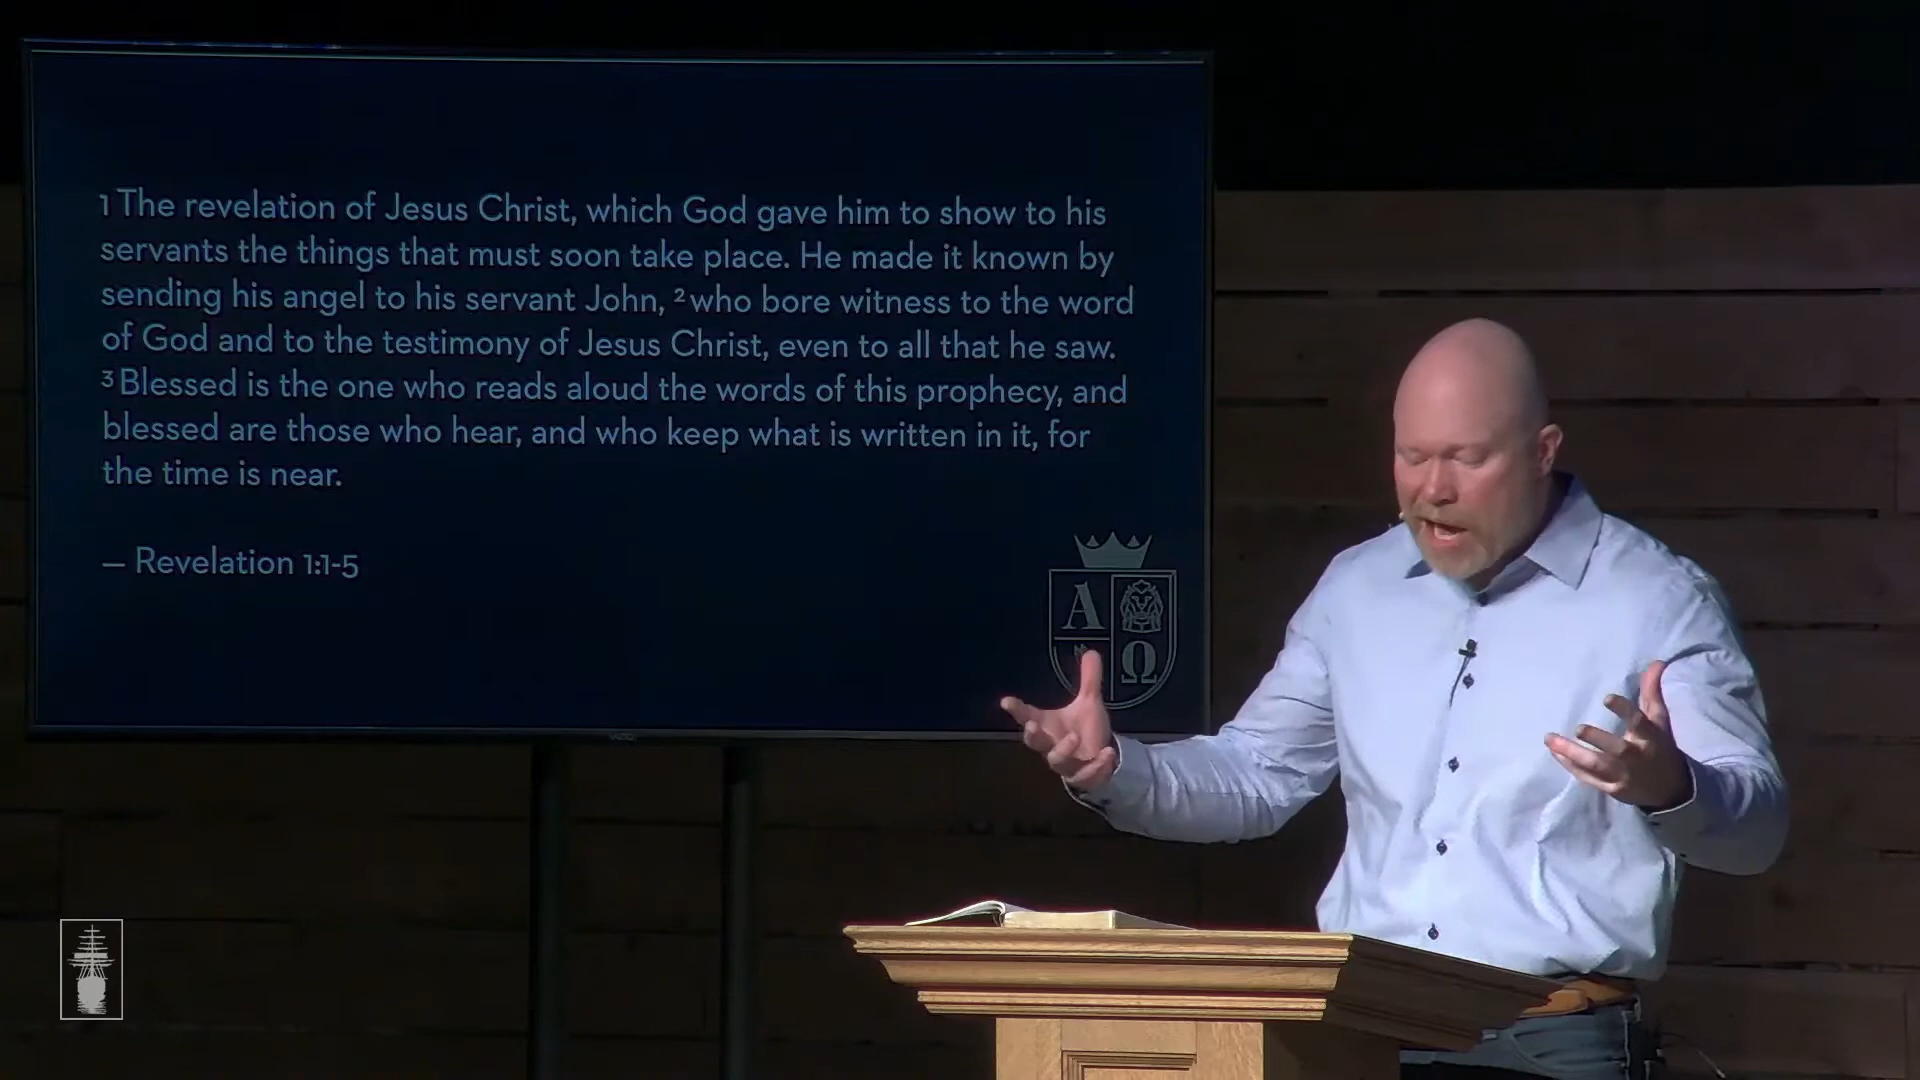 1 The revelation of Jesus Christ, which God gave him to show to his
servants the things that must soon take place. He made it known by
sending his angel to his servant John, 2 who bore witness to the word
of God and to the testimony of Jesus Christ, even to all that he saw.
3 Blessed is the one who reads aloud the words of this prophecy, and
blessed are those who hear, and who keep what is written in it, for
the time is near.
— Revelation 1:1-5
Α
Ω
VIZIO